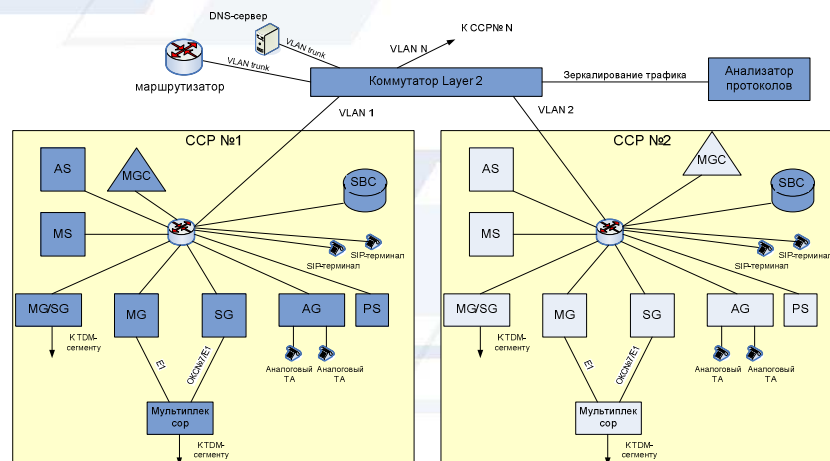 DNS-сервер
VLAN trunk
VLAN N
К ССР№ N
VLAN trunk
маршрутизатор
Коммутатор Layer 2
Зеркалирование трафика
Анализатор
протоколов
VLAN 1
VLAN 2
ССР №1
AS
MGC
SBC
MS
SIP-терминал
SIP-терминал
MG/SG
MG
SG
AG
PS
К TDM-
сегменту
E1
ОКС№7/E1
Аналоговый
ТА
Аналоговый
ТА
Мультиплек
сор
К TDM-
сегменту
ССР №2
AS
MGC
SBC
MS
SIP-терминал
SIP-терминал
MG/SG
MG
SG
AG
PS
К TDM-
сегменту
E1
ОКС№7/E1
Аналоговый
ТА
Аналоговый
ТА
Мультиплек
сор
К TDM-
сегменту